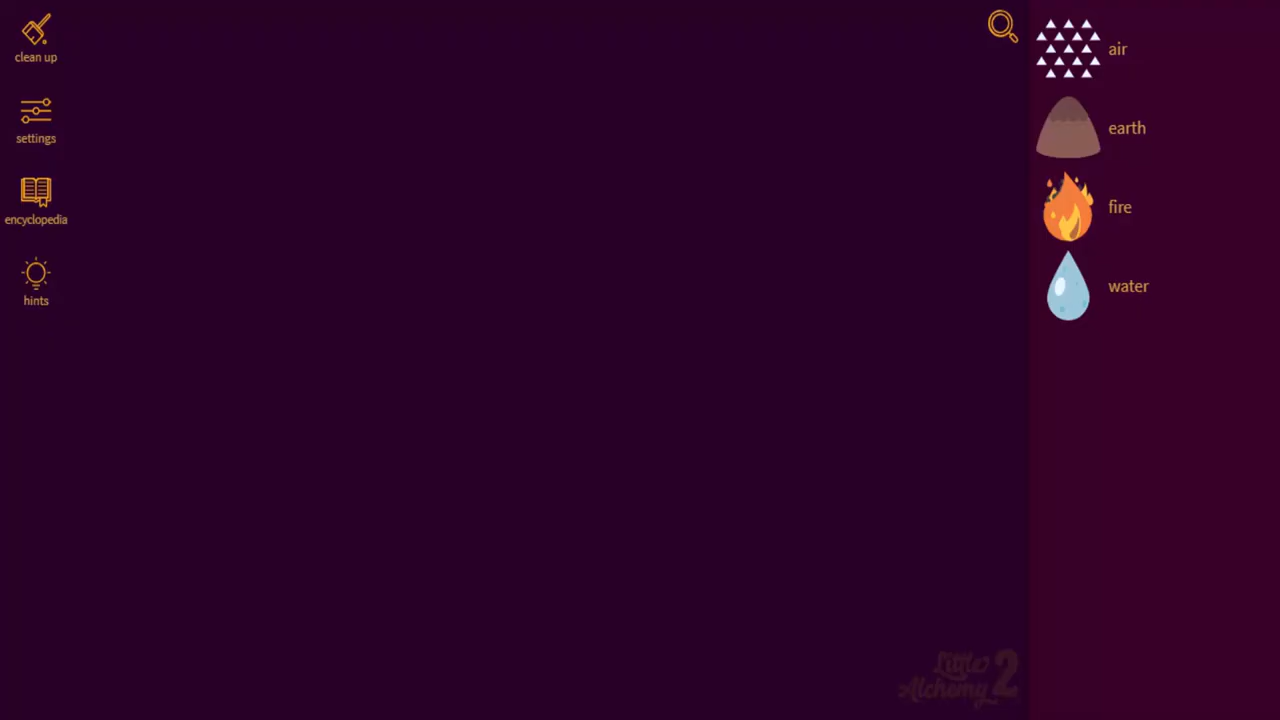 clean up
settings
encyclopedia
hints
air
earth
fire
water
Little
Alchemy 2